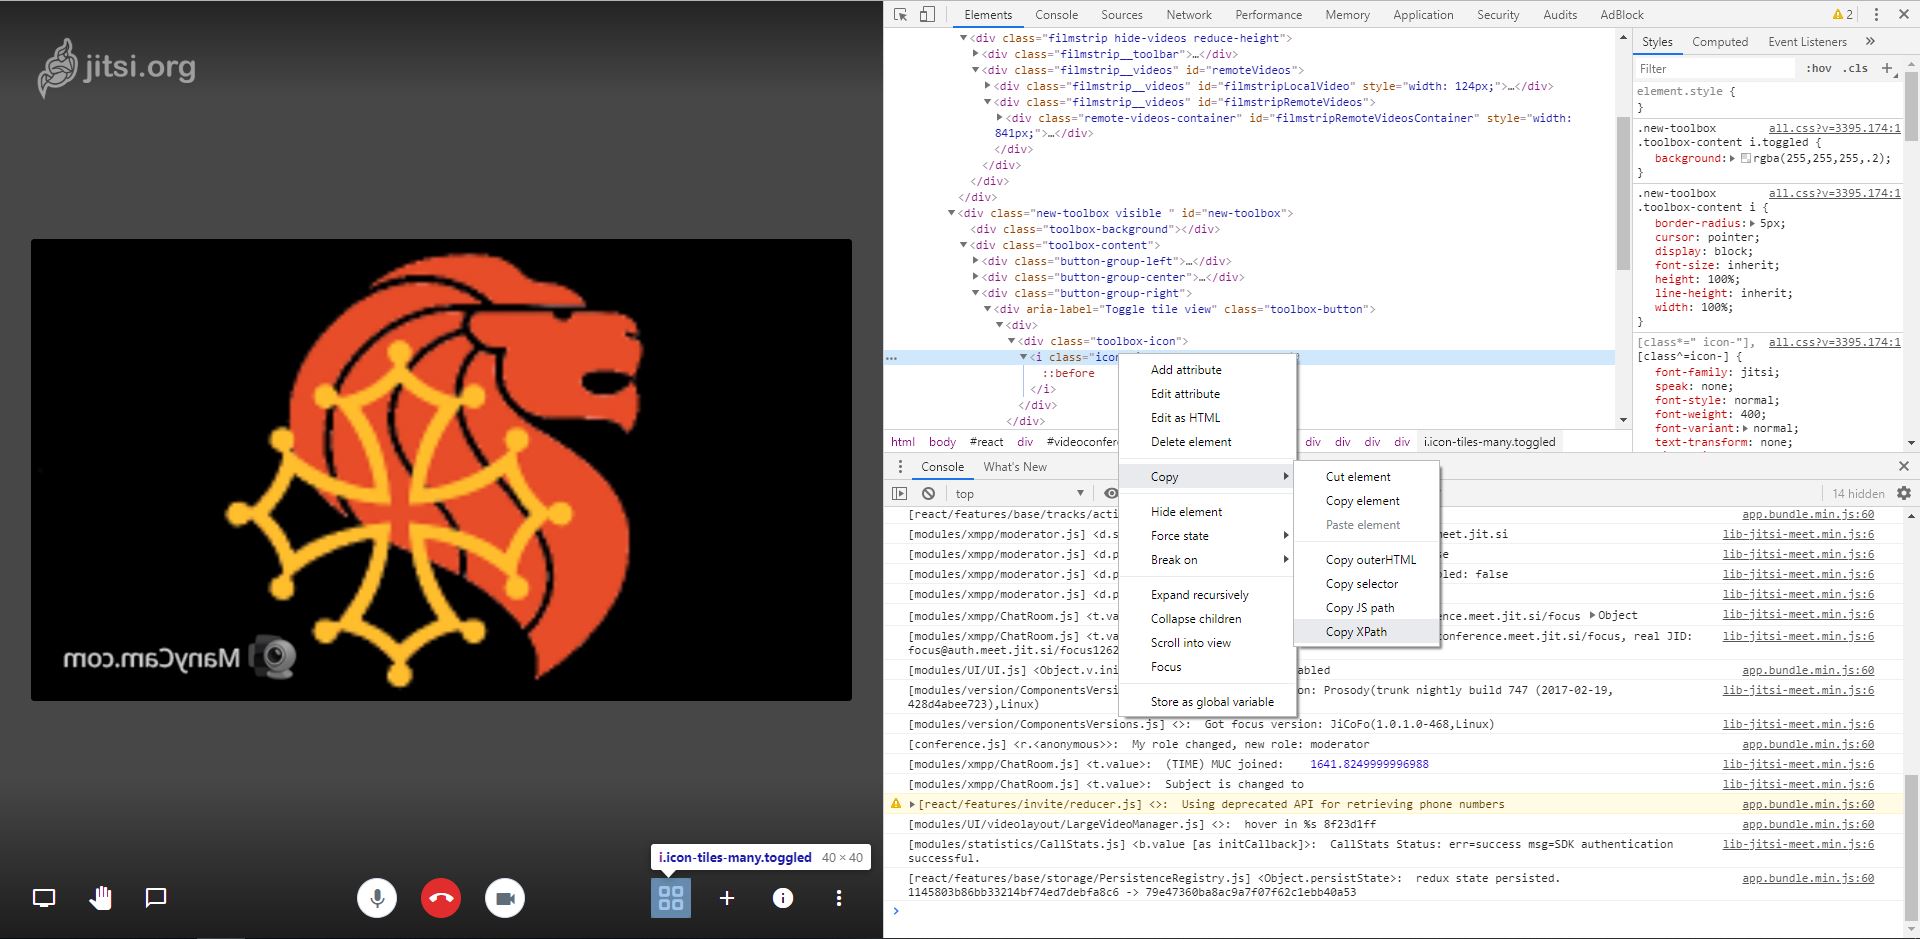 jitsi.org
ManyCam.com
i.icon-tiles-many.toggled 40 × 40
Elements Console Sources Network Performance Memory Application Security Audits AdBlock 2
<div class="filmstrip hide-videos reduce-height">
<div class="filmstrip__toolbar">…</div>
<div class="filmstrip__videos" id="remoteVideos">
<div class="filmstrip__videos" id="filmstripLocalVideo" style="width: 124px;">…</div>
<div class="filmstrip__videos" id="filmstripRemoteVideos">
<div class="remote-videos-container" id="filmstripRemoteVideosContainer" style="width:
841px;">…</div>
</div>
</div>
</div>
</div>
<div class="new-toolbox visible " id="new-toolbox">
<div class="toolbox-background"></div>
<div class="toolbox-content">
<div class="button-group-left">…</div>
<div class="button-group-center">…</div>
<div class="button-group-right">
<div aria-label="Toggle tile view" class="toolbox-button">
<div>
<div class="toolbox-icon">
… <i class="icon
::before
</i>
</div>
</div>
html body #react div #videoconfer div div div div i.icon-tiles-many.toggled
Add attribute
Edit attribute
Edit as HTML
Delete element
Copy
Hide element
Force state
Break on
Expand recursively
Collapse children
Scroll into view
Focus
Store as global variable
Cut element
Copy element
Paste element
Copy outerHTML
Copy selector
Copy JS path
Copy XPath
Styles Computed Event Listeners »
Filter :hov .cls +
element.style {
}
.new-toolbox all.css?v=3395.174:1
.toolbox-content i.toggled {
background: rgba(255,255,255,.2);
}
.new-toolbox all.css?v=3395.174:1
.toolbox-content i {
border-radius: 5px;
cursor: pointer;
display: block;
font-size: inherit;
height: 100%;
line-height: inherit;
width: 100%;
}
[class*=" icon-"], all.css?v=3395.174:1
[class^=icon-] {
font-family: jitsi;
speak: none;
font-style: normal;
font-weight: 400;
font-variant: normal;
text-transform: none;
Console What's New
top 14 hidden
[react/features/base/tracks/acti app.bundle.min.js:60
[modules/xmpp/moderator.js] <d.s eet.jit.si lib-jitsi-meet.min.js:6
[modules/xmpp/moderator.js] <d.p se lib-jitsi-meet.min.js:6
[modules/xmpp/moderator.js] <d.p led: false lib-jitsi-meet.min.js:6
[modules/xmpp/moderator.js] <d.p lib-jitsi-meet.min.js:6
[modules/xmpp/ChatRoom.js] <t.va ence.meet.jit.si/focus Object lib-jitsi-meet.min.js:6
[modules/xmpp/ChatRoom.js] <t.va onference.meet.jit.si/focus, real JID: lib-jitsi-meet.min.js:6
focus@auth.meet.jit.si/focus1262
[modules/UI/UI.js] <Object.v.ini abled app.bundle.min.js:60
[modules/version/ComponentsVersi on: Prosody(trunk nightly build 747 (2017-02-19, lib-jitsi-meet.min.js:6
428d4abee723),Linux)
[modules/version/ComponentsVersions.js] <>: Got focus version: JiCoFo(1.0.1.0-468,Linux) lib-jitsi-meet.min.js:6
[conference.js] <r.<anonymous>>: My role changed, new role: moderator app.bundle.min.js:60
[modules/xmpp/ChatRoom.js] <t.value>: (TIME) MUC joined: 1641.8249999996988 lib-jitsi-meet.min.js:6
[modules/xmpp/ChatRoom.js] <t.value>: Subject is changed to lib-jitsi-meet.min.js:6
[react/features/invite/reducer.js] <>: Using deprecated API for retrieving phone numbers app.bundle.min.js:60
[modules/UI/videolayout/LargeVideoManager.js] <>: hover in %s 8f23d1ff app.bundle.min.js:60
[modules/statistics/CallStats.js] <b.value [as initCallback]>: CallStats Status: err=success msg=SDK authentication lib-jitsi-meet.min.js:6
successful.
[react/features/base/storage/PersistenceRegistry.js] <Object.persistState>: redux state persisted. app.bundle.min.js:60
1145803b86bb33214bf74ed7debfa8c6 -> 79e47360ba8ac9a7f07f62c1ebb40a53